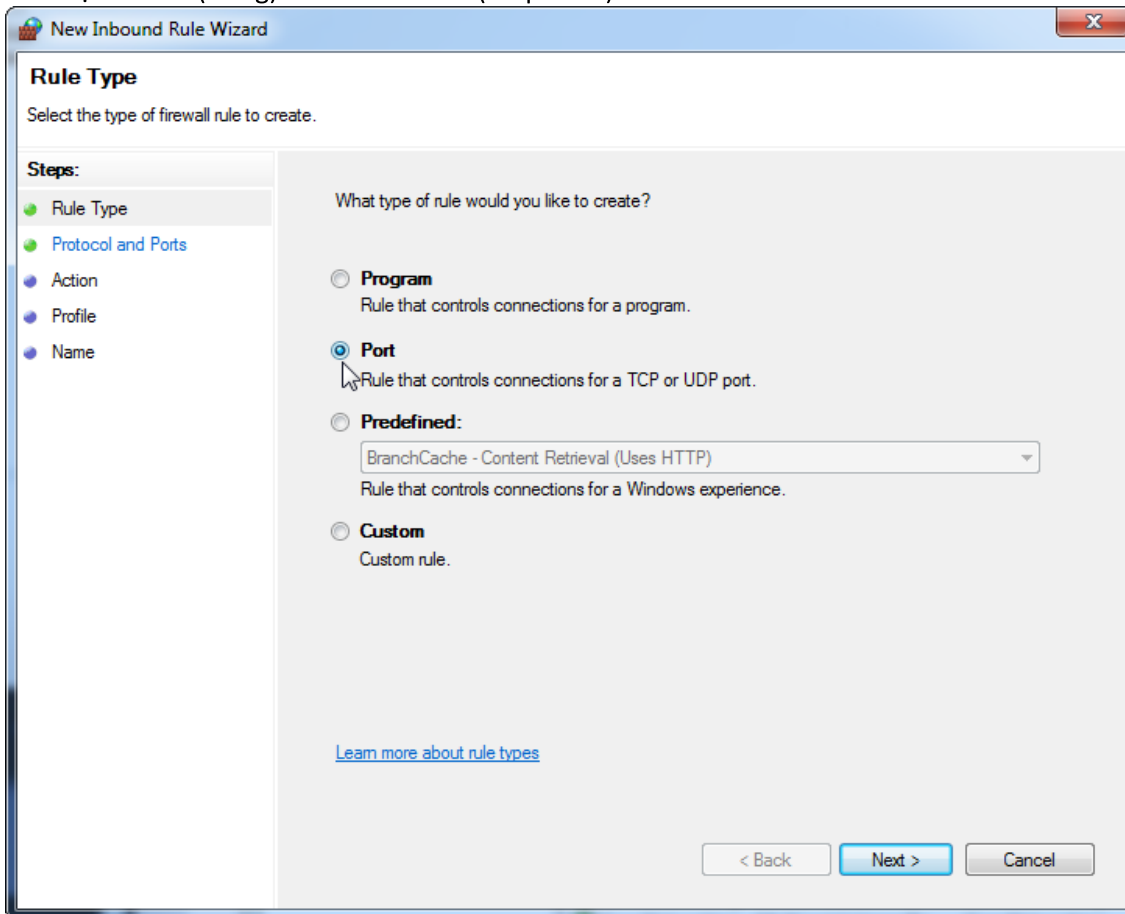 New Inbound Rule Wizard
Rule Type
Select the type of firewall rule to create.
Steps:
Rule Type
Protocol and Ports
Action
Profile
Name
What type of rule would you like to create?
Program
Rule that controls connections for a program.
Port
Rule that controls connections for a TCP or UDP port.
Predefined:
BranchCache - Content Retrieval (Uses HTTP)
Rule that controls connections for a Windows experience.
Custom
Custom rule.
Learn more about rule types
< Back
Next >
Cancel